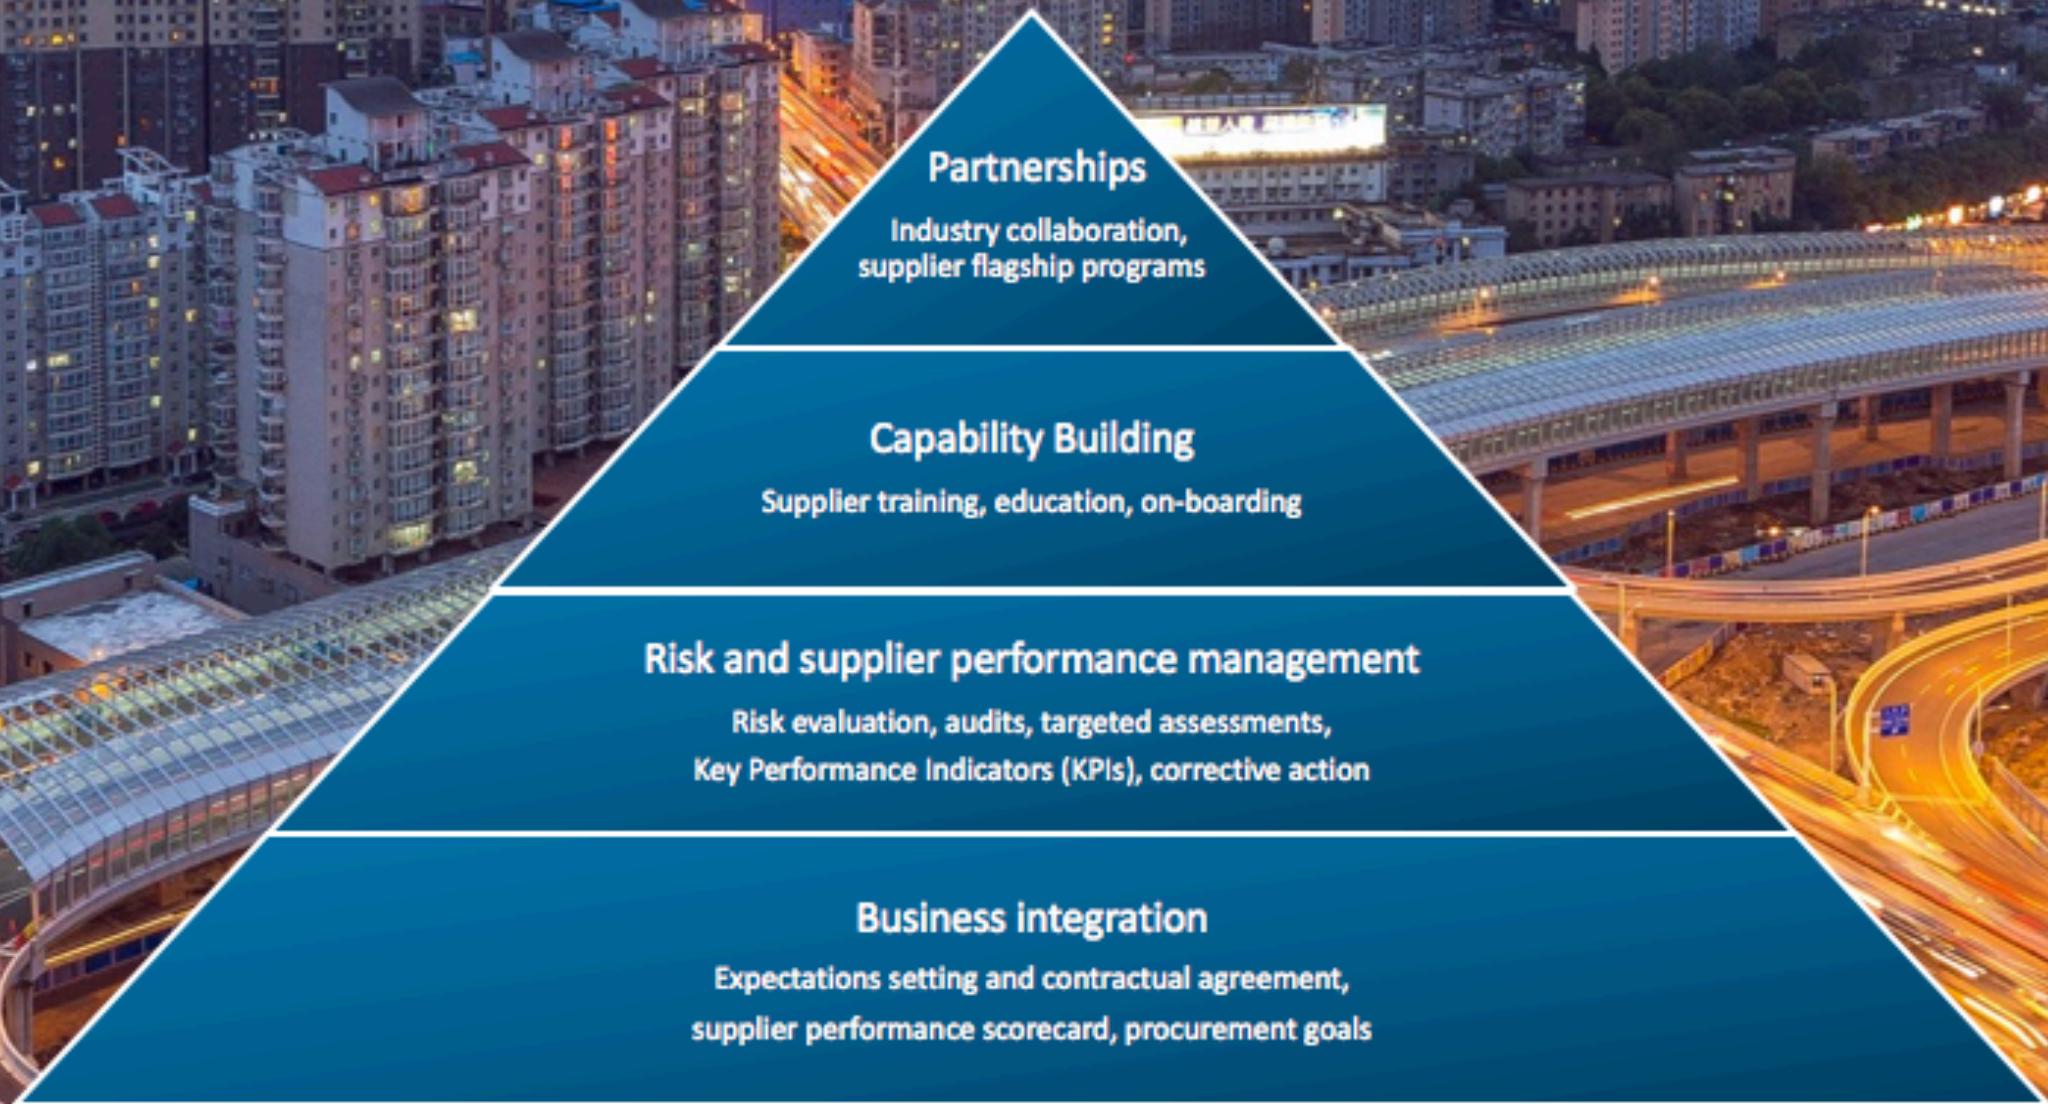 Partnerships
Industry collaboration,
supplier flagship programs
Capability Building
Supplier training, education, on-boarding
Risk and supplier performance management
Risk evaluation, audits, targeted assessments,
Key Performance Indicators (KPIs), corrective action
Business integration
Expectations setting and contractual agreement,
supplier performance scorecard, procurement goals